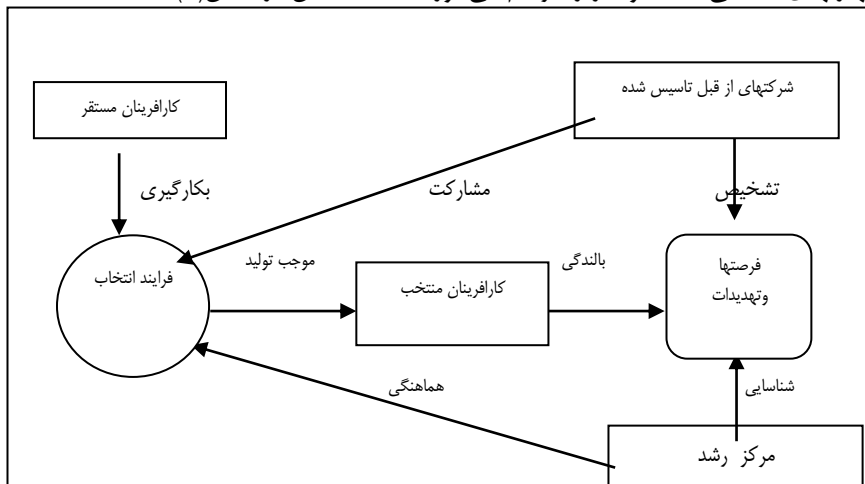 شرکتهای از قبل تاسیس شده
کارافرینان مستقر
بکارگیری
مشارکت
تشخیص
فرایند انتخاب
موجب تولید
کارافرینان منتخب
بالندگی
فرصتها
وتهدیدات
هماهنگی
شناسایی
مرکز رشد